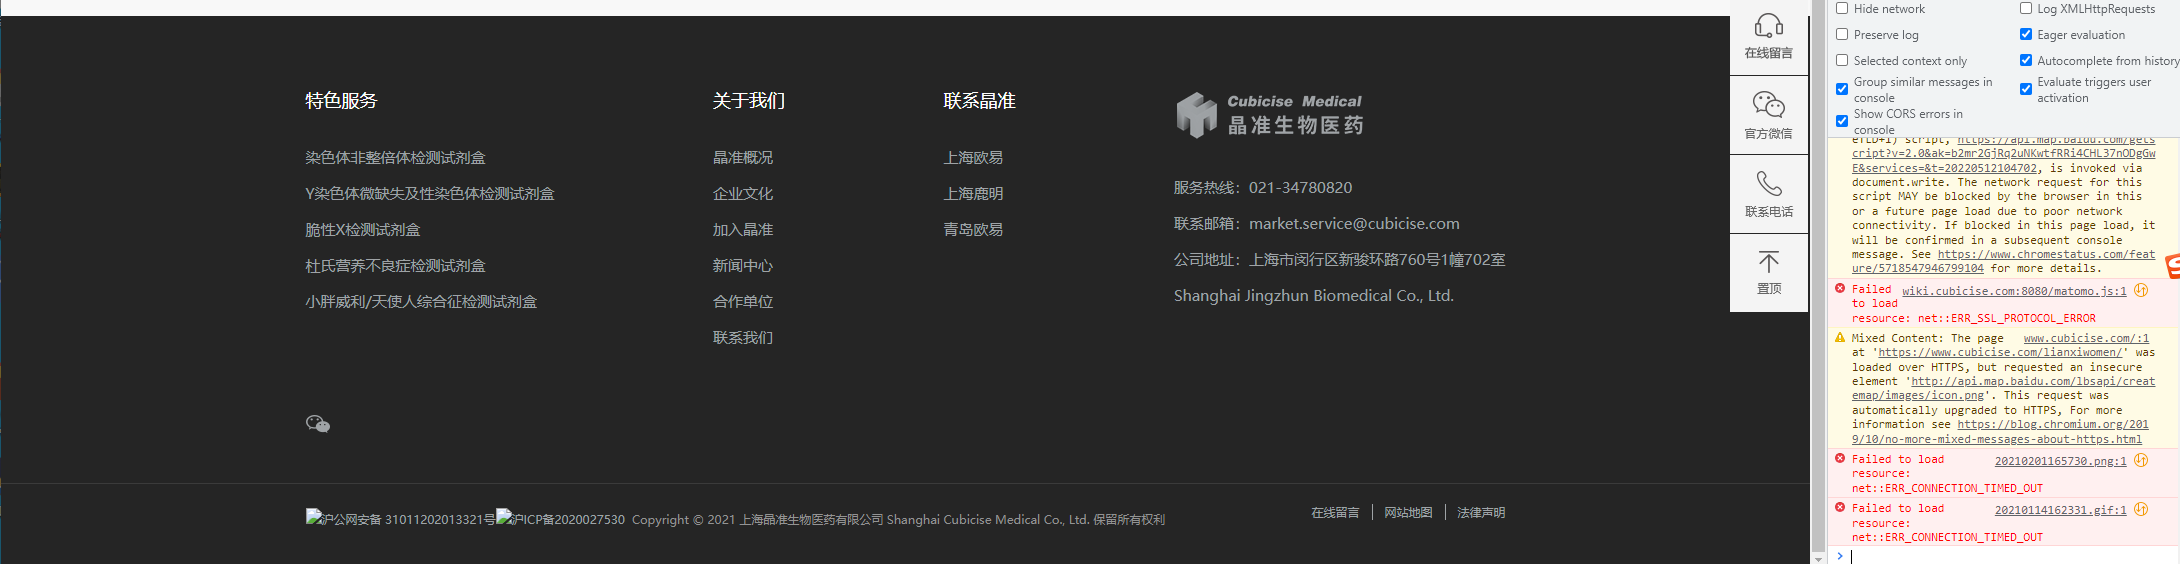 特色服务
染色体非整倍体检测试剂盒
Y染色体微缺失及性染色体检测试剂盒
脆性X检测试剂盒
杜氏营养不良症检测试剂盒
小胖威利/天使人综合征检测试剂盒
关于我们
晶准概况
企业文化
加入晶准
新闻中心
合作单位
联系我们
联系晶准
上海欧易
上海鹿明
青岛欧易
Cubicise Medical
晶准生物医药
服务热线：021-34780820
联系邮箱：market.service@cubicise.com
公司地址：上海市闵行区新骏环路760号1幢702室
Shanghai Jingzhun Biomedical Co., Ltd.
在线留言
官方微信
联系电话
置顶
沪公网安备 31011202013321号沪ICP备2020027530 Copyright © 2021 上海晶准生物医药有限公司 Shanghai Cubicise Medical Co., Ltd. 保留所有权利
在线留言 | 网站地图 | 法律声明
Hide network
Log XMLHttpRequests
Preserve log
Eager evaluation
Selected context only
Autocomplete from history
Group similar messages in
console
Evaluate triggers user
activation
Show CORS errors in
console
eTLD+1) script, https://api.map.baidu.com/gets
cript?v=2.0&ak=b2mr2GjRq2uNKwtfRRi4CHL37nODgGw
E&services=&t=20220512104702, is invoked via
document.write. The network request for this
script MAY be blocked by the browser in this
or a future page load due to poor network
connectivity. If blocked in this page load, it
will be confirmed in a subsequent console
message. See https://www.chromestatus.com/feat
ure/5718547946799104 for more details.
Failed wiki.cubicise.com:8080/matomo.js:1
to load
resource: net::ERR_SSL_PROTOCOL_ERROR
Mixed Content: The page www.cubicise.com/:1
at 'https://www.cubicise.com/lianxiwomen/' was
loaded over HTTPS, but requested an insecure
element 'http://api.map.baidu.com/lbsapi/creat
emap/images/icon.png'. This request was
automatically upgraded to HTTPS, For more
information see https://blog.chromium.org/201
9/10/no-more-mixed-messages-about-https.html
Failed to load 20210201165730.png:1
resource:
net::ERR_CONNECTION_TIMED_OUT
Failed to load 20210114162331.gif:1
resource:
net::ERR_CONNECTION_TIMED_OUT